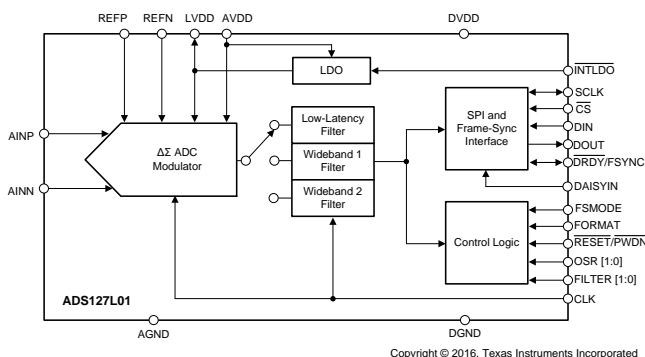 REFP
REFN
LVDD
AVDD
DVDD
LDO
INTLDO
AINP
AINN
ΔΣ ADC
Modulator
Low-Latency
Filter
Wideband 1
Filter
Wideband 2
Filter
SPI and
Frame-Sync
Interface
Control Logic
SCLK
CS
DIN
DOUT
DRDY/FSYNC
DAISYIN
FSMODE
FORMAT
RESET/PWDN
OSR [1:0]
FILTER [1:0]
CLK
ADS127L01
AGND
DGND
Copyright © 2016, Texas Instruments Incorporated